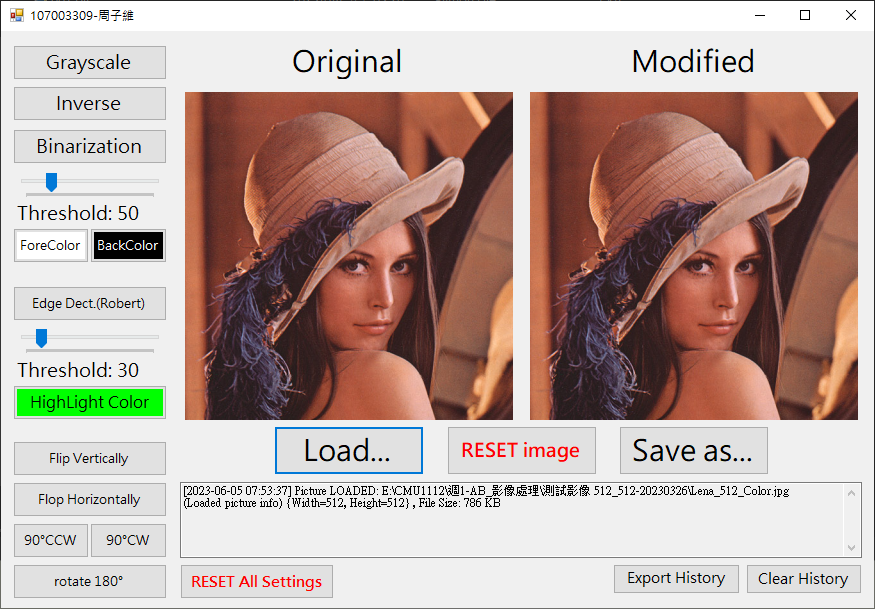 107003309-周子維
Grayscale
Inverse
Binarization
Threshold: 50
ForeColor
BackColor
Edge Dect.(Robert)
Threshold: 30
HighLight Color
Flip Vertically
Flop Horizontally
90°CCW
90°CW
rotate 180°
Original
Modified
Load...
RESET image
Save as...
[2023-06-05 07:53:37] Picture LOADED: E:\CMU1112\週1-AB_影像處理\測試影像 512_512-20230326\Lena_512_Color.jpg
(Loaded picture info) {Width=512, Height=512} , File Size: 786 KB
RESET All Settings
Export History
Clear History